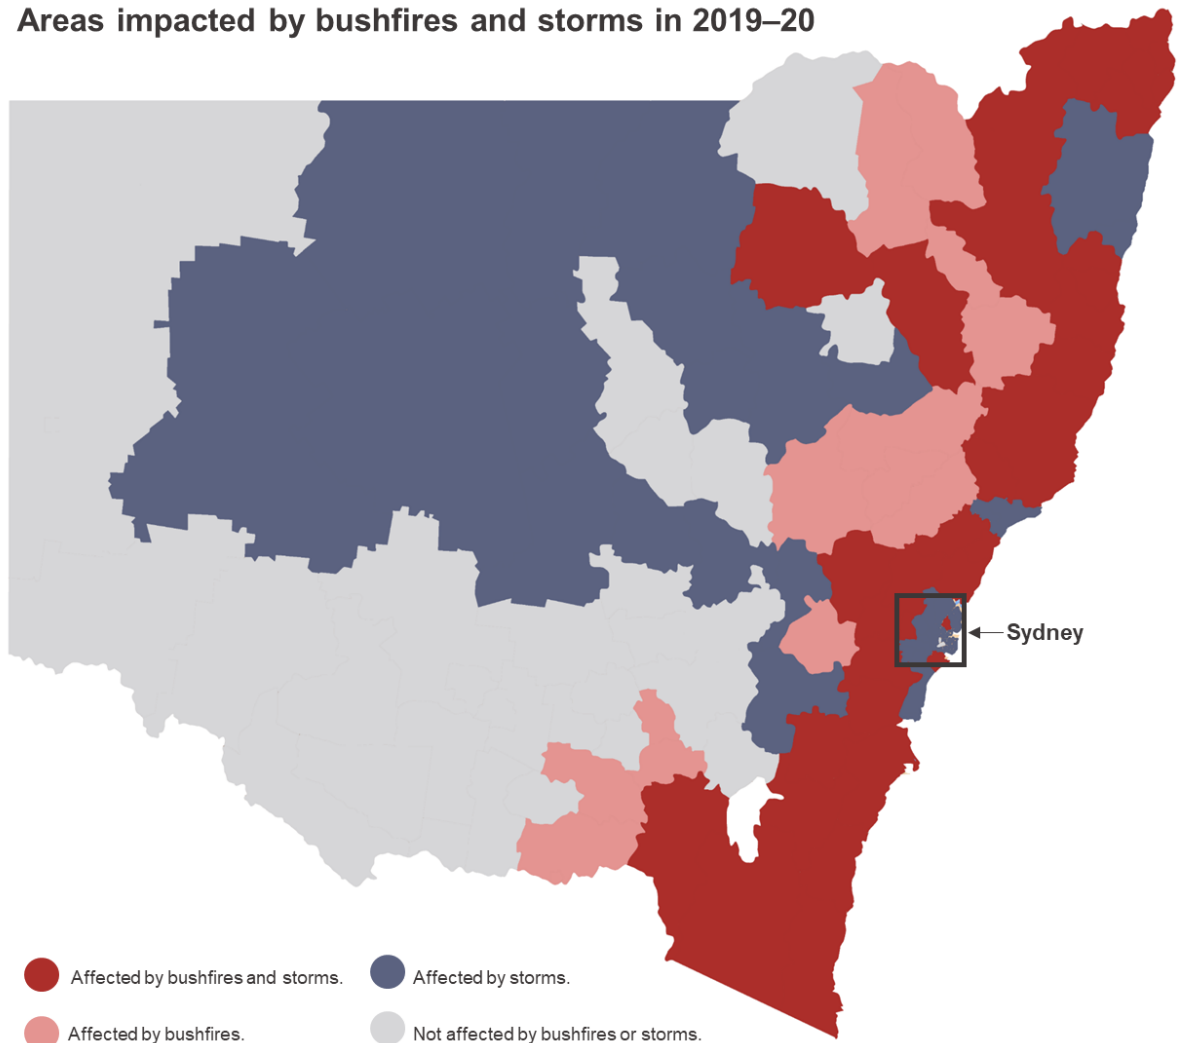 Areas impacted by bushfires and storms in 2019–20
Sydney
Affected by bushfires and storms.
Affected by storms.
Affected by bushfires.
Not affected by bushfires or storms.